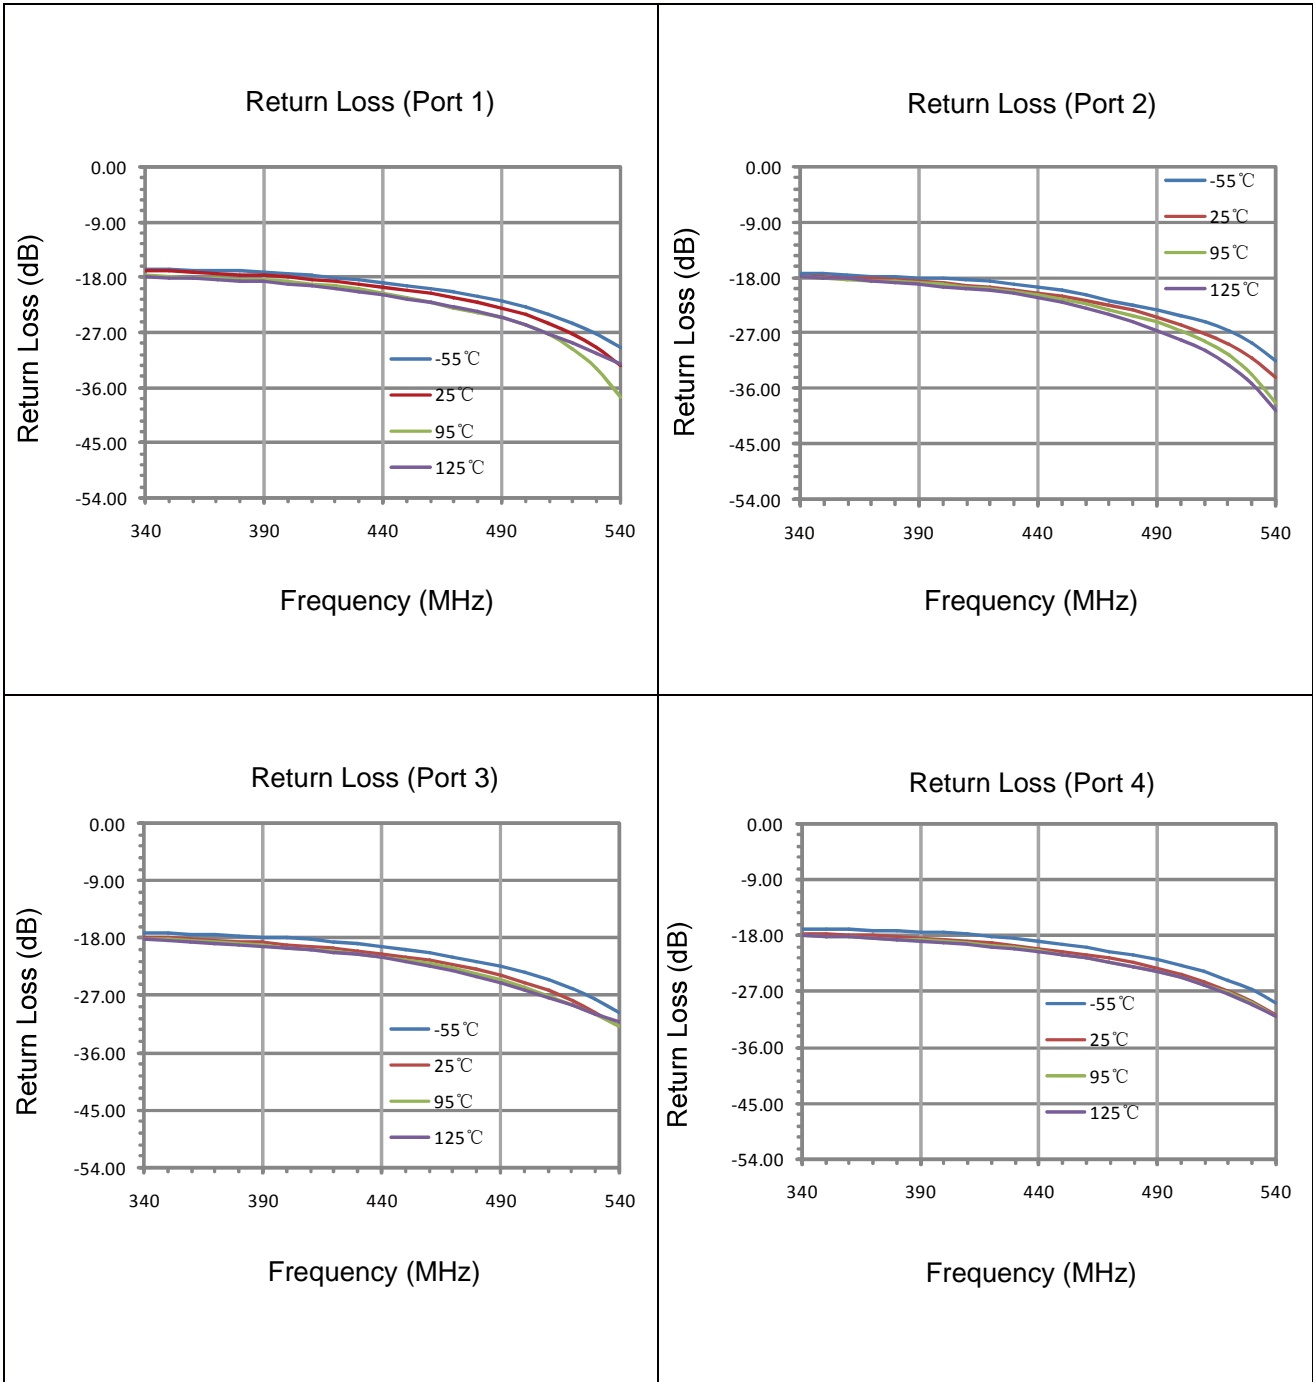 Return Loss (Port 1)
Return Loss (dB)
0.00
-9.00
-18.00
-27.00
-36.00
-45.00
-54.00
-55℃
25℃
95℃
125℃
340 390 440 490 540
Frequency (MHz)
Return Loss (Port 2)
Return Loss (dB)
0.00
-9.00
-18.00
-27.00
-36.00
-45.00
-54.00
-55℃
25℃
95℃
125℃
340 390 440 490 540
Frequency (MHz)
Return Loss (Port 3)
Return Loss (dB)
0.00
-9.00
-18.00
-27.00
-36.00
-45.00
-54.00
-55℃
25℃
95℃
125℃
340 390 440 490 540
Frequency (MHz)
Return Loss (Port 4)
Return Loss (dB)
0.00
-9.00
-18.00
-27.00
-36.00
-45.00
-54.00
-55℃
25℃
95℃
125℃
340 390 440 490 540
Frequency (MHz)